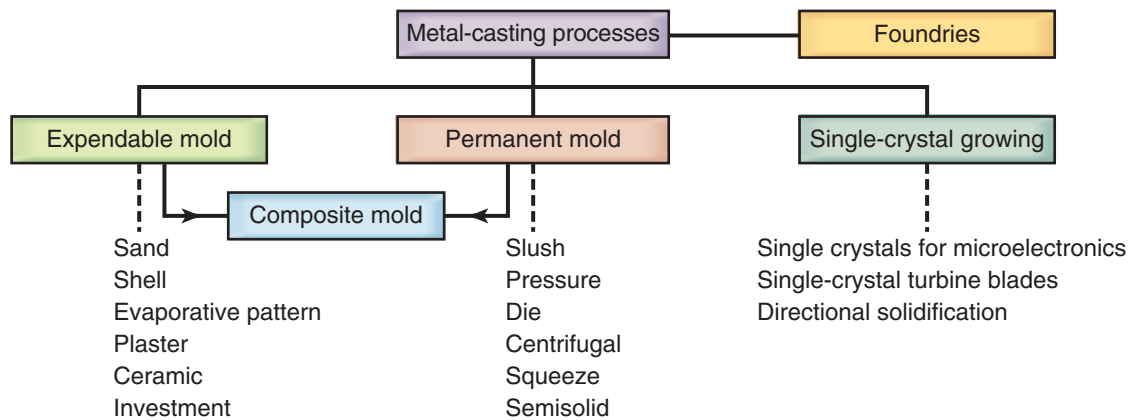 Metal-casting processes
Foundries
Expendable mold
Permanent mold
Single-crystal growing
Composite mold
Sand
Shell
Evaporative pattern
Plaster
Ceramic
Investment
Slush
Pressure
Die
Centrifugal
Squeeze
Semisolid
Single crystals for microelectronics
Single-crystal turbine blades
Directional solidification